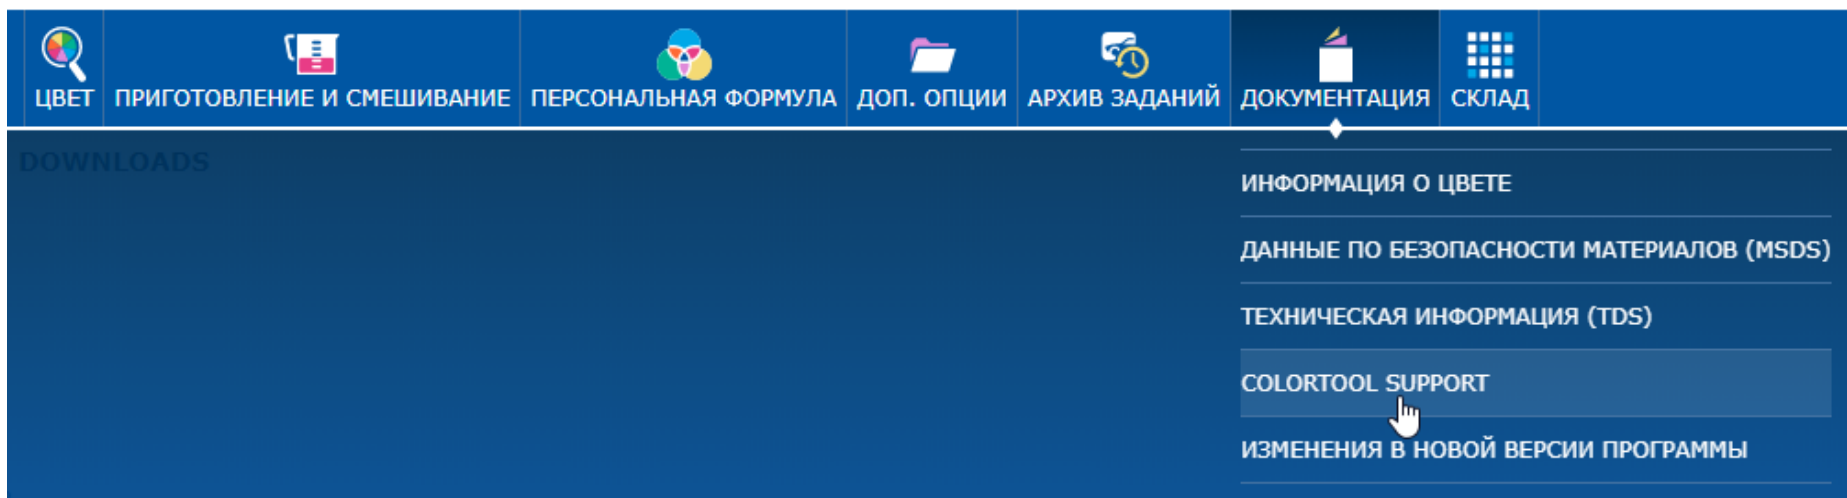 ЦВЕТ ПРИГОТОВЛЕНИЕ И СМЕШИВАНИЕ ПЕРСОНАЛЬНАЯ ФОРМУЛА ДОП. ОПЦИИ АРХИВ ЗАДАНИЙ ДОКУМЕНТАЦИЯ СКЛАД
DOWNLOADS
ИНФОРМАЦИЯ О ЦВЕТЕ
ДАННЫЕ ПО БЕЗОПАСНОСТИ МАТЕРИАЛОВ (MSDS)
ТЕХНИЧЕСКАЯ ИНФОРМАЦИЯ (TDS)
COLORTOOL SUPPORT
ИЗМЕНЕНИЯ В НОВОЙ ВЕРСИИ ПРОГРАММЫ